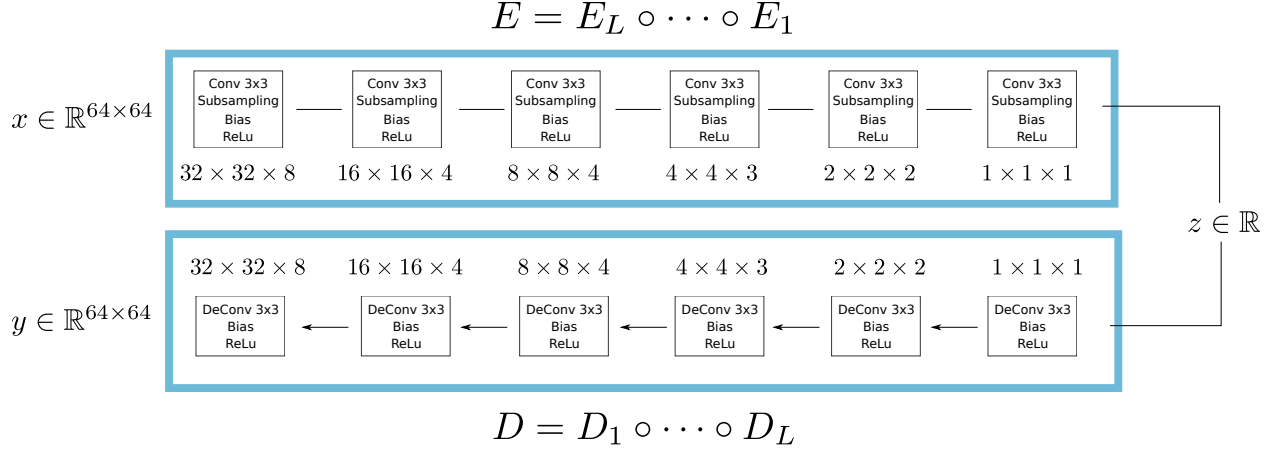 E = E_L ∘ ⋯ ∘ E_1
x ∈ ℝ^{64×64}
Conv 3x3
Subsampling
Bias
ReLu
32 × 32 × 8
Conv 3x3
Subsampling
Bias
ReLu
16 × 16 × 4
Conv 3x3
Subsampling
Bias
ReLu
8 × 8 × 4
Conv 3x3
Subsampling
Bias
ReLu
4 × 4 × 3
Conv 3x3
Subsampling
Bias
ReLu
2 × 2 × 2
Conv 3x3
Subsampling
Bias
ReLu
1 × 1 × 1
z ∈ ℝ
y ∈ ℝ^{64×64}
32 × 32 × 8
DeConv 3x3
Bias
ReLu
16 × 16 × 4
DeConv 3x3
Bias
ReLu
8 × 8 × 4
DeConv 3x3
Bias
ReLu
4 × 4 × 3
DeConv 3x3
Bias
ReLu
2 × 2 × 2
DeConv 3x3
Bias
ReLu
1 × 1 × 1
DeConv 3x3
Bias
ReLu
D = D_1 ∘ ⋯ ∘ D_L